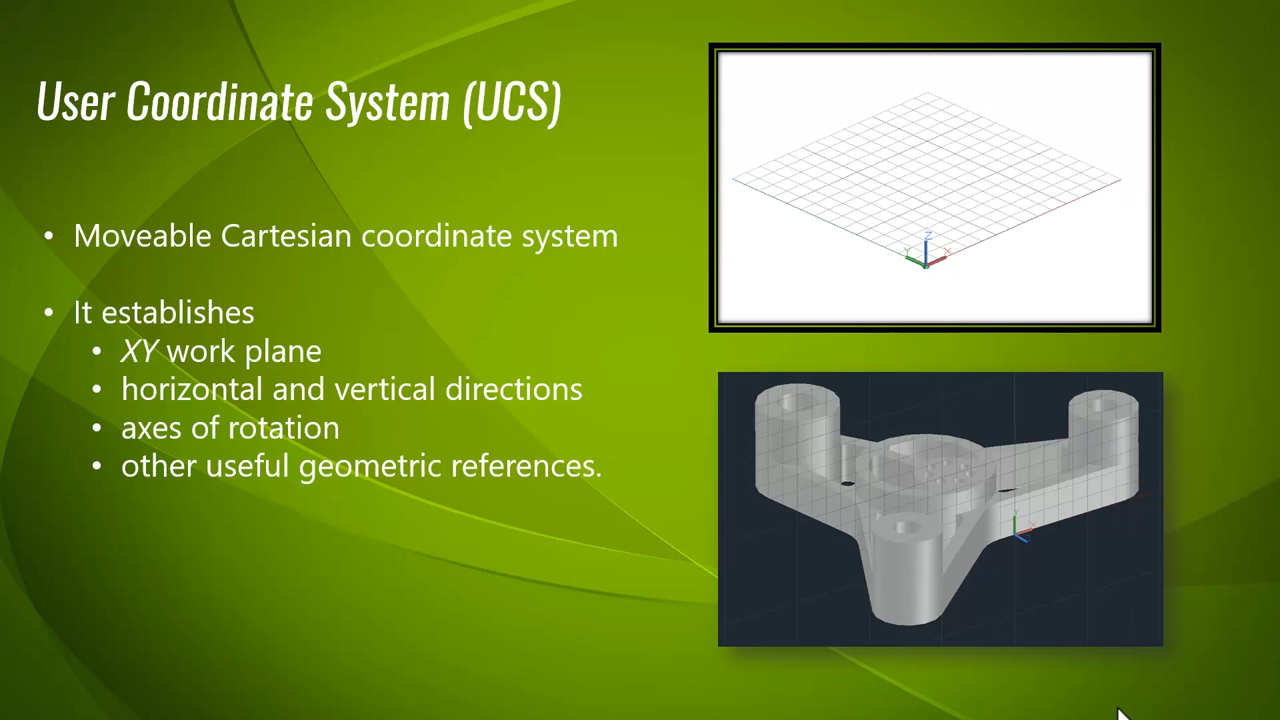 User Coordinate System (UCS)
• Moveable Cartesian coordinate system
• It establishes
• XY work plane
• horizontal and vertical directions
• axes of rotation
• other useful geometric references.
Z
Y X